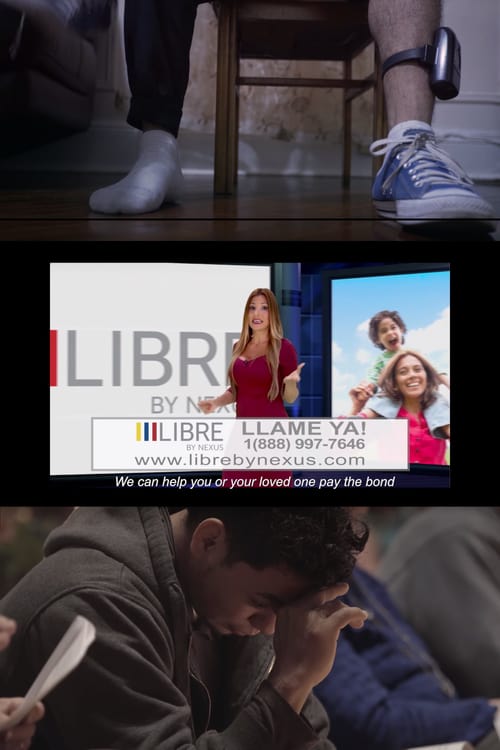 LIBRE
BY NEXUS
LIBRE
BY NEXUS
LLAME YA!
1(888) 997-7646
www.librebynexus.com
We can help you or your loved one pay the bond